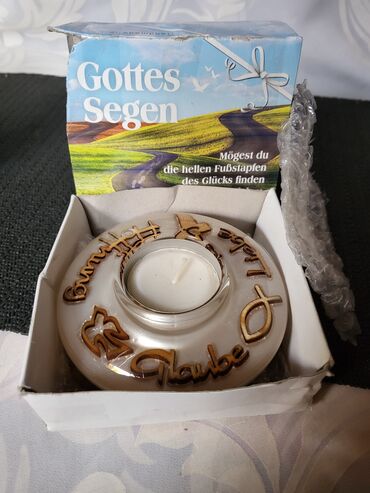 Gottes
Segen
Mögest du
die hellen Fußstapfen
des Glücks finden
Hoffnung
Liebe
Glaube